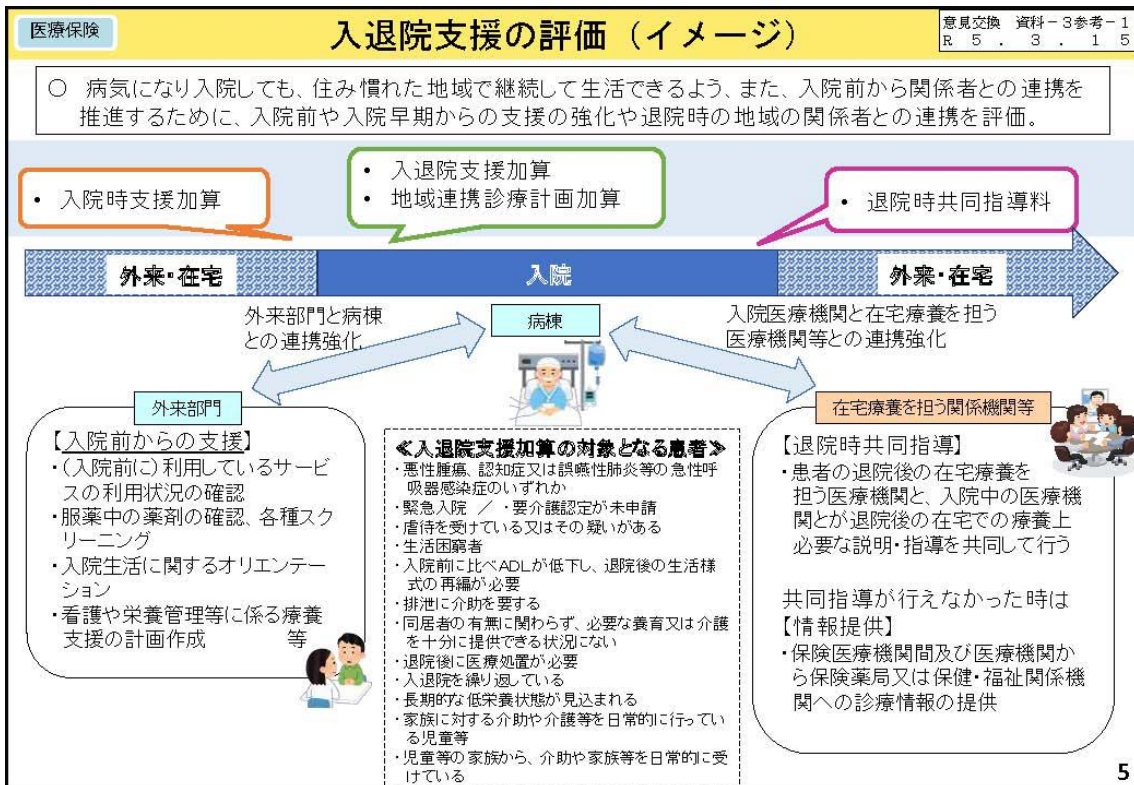 医療保険
入退院支援の評価（イメージ）
意見交換 資料－３参考－１
R ５．３．１５
○ 病気になり入院しても、住み慣れた地域で継続して生活できるよう、また、入院前から関係者との連携を
推進するために、入院前や入院早期からの支援の強化や退院時の地域の関係者との連携を評価。
・ 入院時支援加算
・ 入退院支援加算
・ 地域連携診療計画加算
・ 退院時共同指導料
外来・在宅
入院
外来・在宅
外来部門と病棟
との連携強化
病棟
入院医療機関と在宅療養を担う
医療機関等との連携強化
外来部門
【入院前からの支援】
・（入院前に）利用しているサービ
スの利用状況の確認
・服薬中の薬剤の確認、各種スク
リーニング
・入院生活に関するオリエンテー
ション
・看護や栄養管理等に係る療養
支援の計画作成 等
≪入退院支援加算の対象となる患者≫
・悪性腫瘍、認知症又は誤嚥性肺炎等の急性呼
吸器感染症のいずれか
・緊急入院 ／ ・要介護認定が未申請
・虐待を受けている又はその疑いがある
・生活困窮者
・入院前に比べADLが低下し、退院後の生活様
式の再編が必要
・排泄に介助を要する
・同居者の有無に関わらず、必要な養育又は介護
を十分に提供できる状況にない
・退院後に医療処置が必要
・入退院を繰り返している
・長期的な低栄養状態が見込まれる
・家族に対する介助や介護等を日常的に行ってい
る児童等
・児童等の家族から、介助や家族等を日常的に受
けている
在宅療養を担う関係機関等
【退院時共同指導】
・患者の退院後の在宅療養を
担う医療機関と、入院中の医療機
関とが退院後の在宅での療養上
必要な説明・指導を共同して行う
共同指導が行えなかった時は
【情報提供】
・保険医療機関間及び医療機関か
ら保険薬局又は保健・福祉関係機
関への診療情報の提供
5